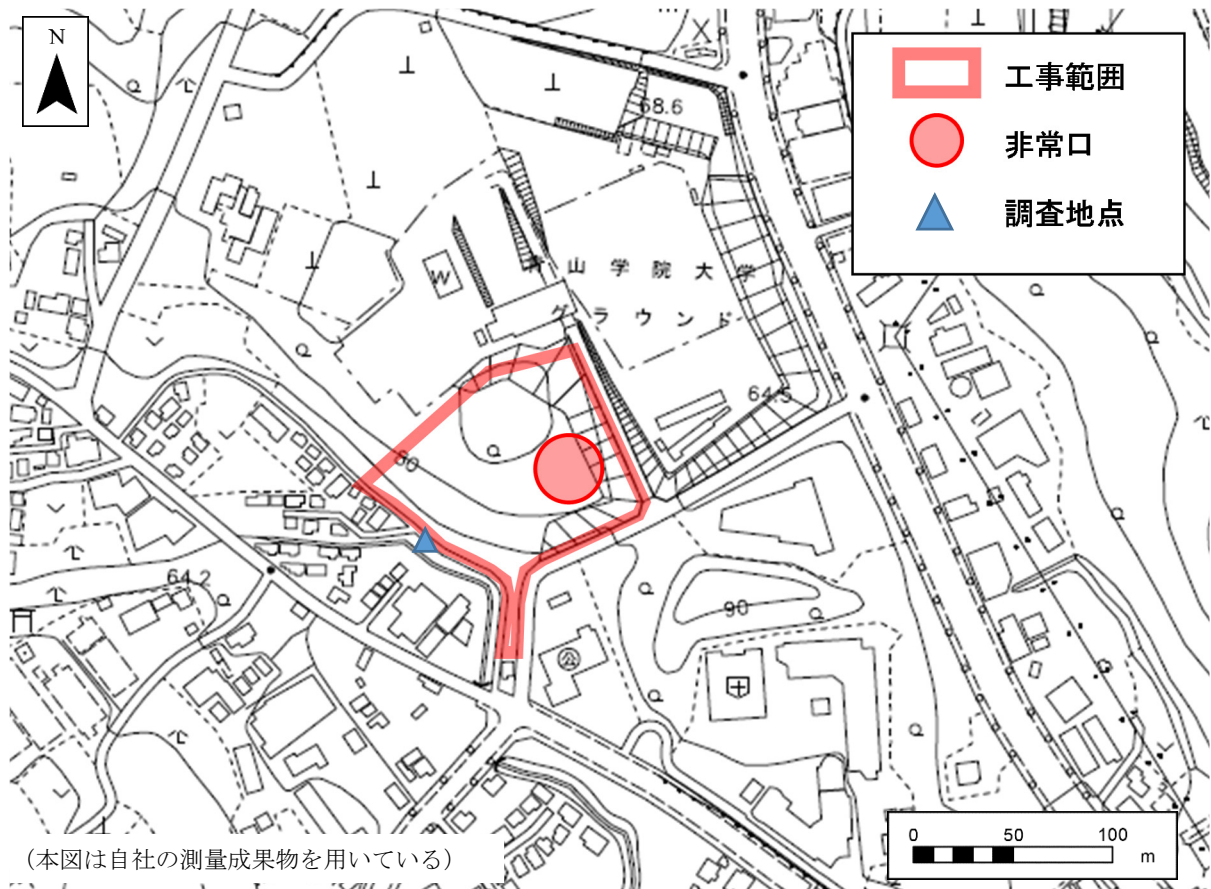 N
工事範囲
非常口
調査地点
68.6
W
山学院大学
グラウンド
64.5
90
64.2
90
0 50 100
m
（本図は自社の測量成果物を用いている）